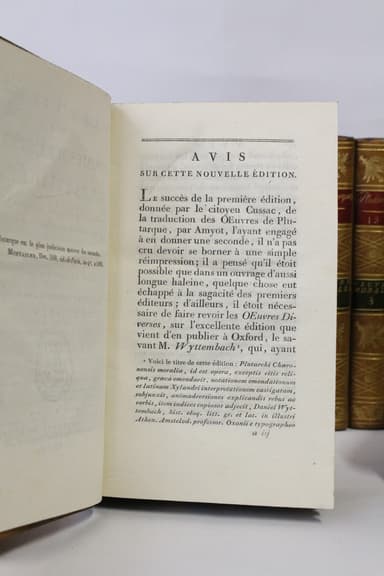 MONTAIGNE,
AVIS
SUR CETTE NOUVELLE ÉDITION.
LE succès de la première édition,
donnée par le citoyen Cussac, de
la traduction des OEuvres de Plu-
tarque, par Amyot, l'ayant engagé
à en donner une seconde, il n'a pas
cru devoir se borner à une simple
réimpression; il a pensé qu'il étoit
possible que dans un ouvrage d'aussi
longue haleine, quelque chose eut
échappé à la sagacité des premiers
éditeurs; d'ailleurs, il étoit néces-
saire de faire revoir les OEuvres Di-
verses, sur l'excellente édition que
vient d'en publier à Oxford, le sa-
vant M. Wyttembach*, qui, ayant
* Voici le titre de cette édition: Plutarchi Chæro-
nensis moralia, id est opera, exceptis vitis reli-
qua, græca emendavit, notationem emendationum
et latinam Xylandri interpretationem castigatam,
subjunxit, animadversiones explicandis rebus ac
verbis, item indices copiosos adjecit, Daniel Wyt-
tembach, hist. eloq. litt. gr. et lat. in illustri
Athen. Amstelod. professor. Oxonii e typographeo
a iij